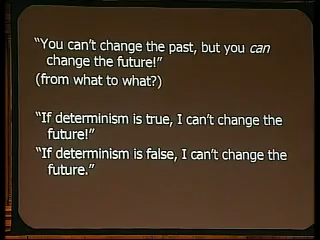 “You can’t change the past, but you can
change the future!”
(from what to what?)
“If determinism is true, I can’t change the
future!”
“If determinism is false, I can’t change the
future.”